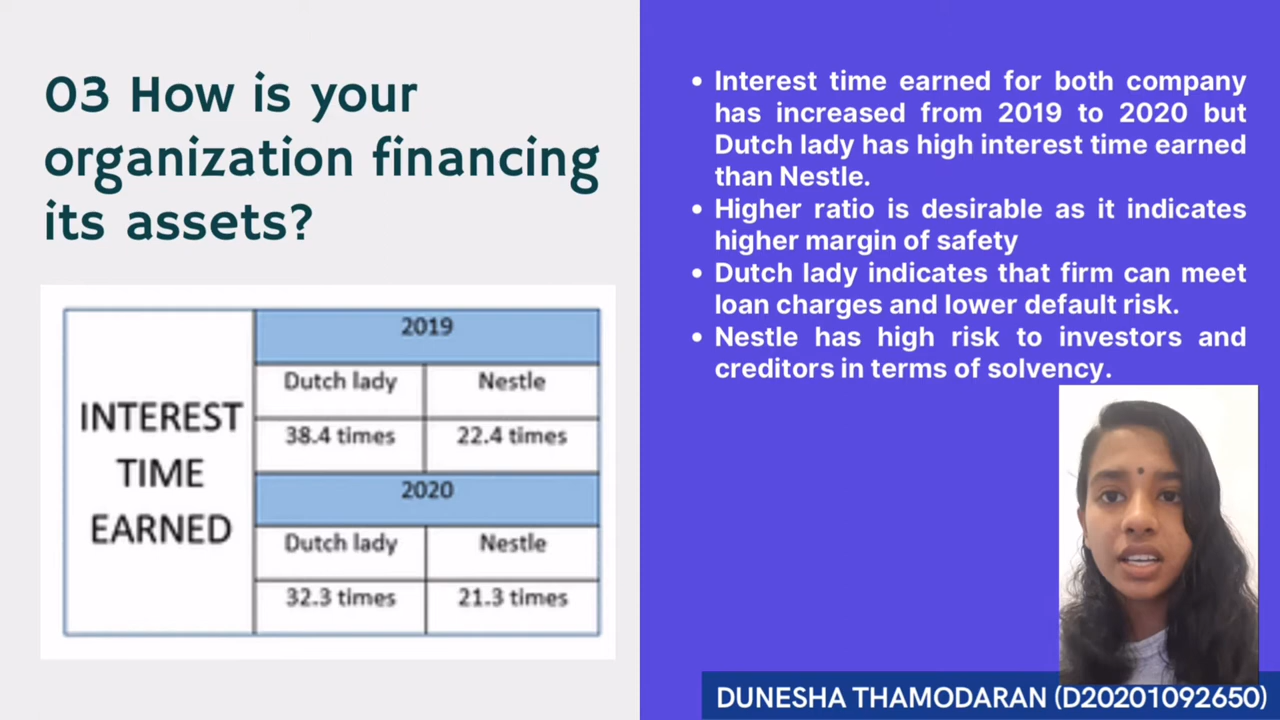 03 How is your
organization financing
its assets?
INTEREST
TIME
EARNED
2019
Dutch lady
Nestle
38.4 times
22.4 times
2020
Dutch lady
Nestle
32.3 times
21.3 times
• Interest time earned for both company
has increased from 2019 to 2020 but
Dutch lady has high interest time earned
than Nestle.
• Higher ratio is desirable as it indicates
higher margin of safety
• Dutch lady indicates that firm can meet
loan charges and lower default risk.
• Nestle has high risk to investors and
creditors in terms of solvency.
DUNESHA THAMODARAN (D20201092650)